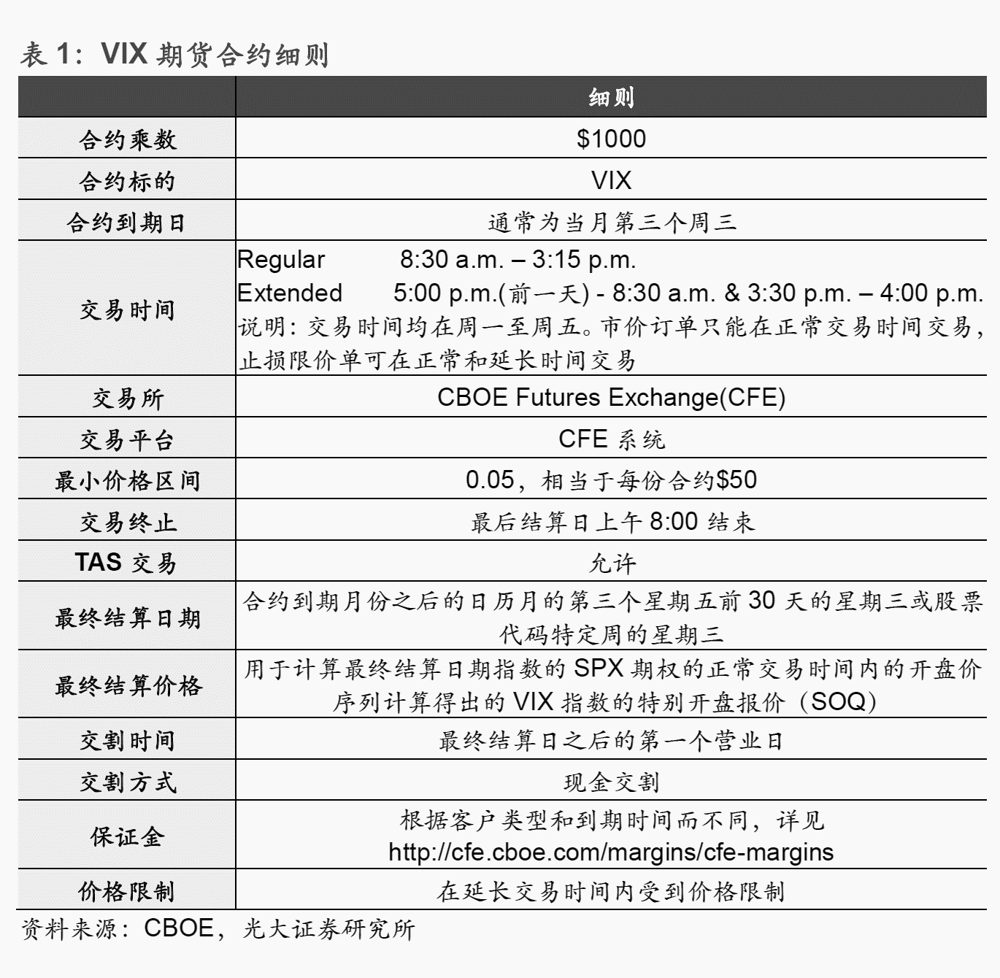 表 1：VIX 期货合约细则
细则
合约乘数 $1000
合约标的 VIX
合约到期日 通常为当月第三个周三
交易时间
Regular 8:30 a.m. – 3:15 p.m.
Extended 5:00 p.m.(前一天) - 8:30 a.m. & 3:30 p.m. – 4:00 p.m.
说明：交易时间均在周一至周五。市价订单只能在正常交易时间交易，
止损限价单可在正常和延长时间交易
交易所 CBOE Futures Exchange(CFE)
交易平台 CFE 系统
最小价格区间 0.05，相当于每份合约$50
交易终止 最后结算日上午 8:00 结束
TAS 交易 允许
最终结算日期
合约到期月份之后的日历月的第三个星期五前 30 天的星期三或股票
代码特定周的星期三
最终结算价格
用于计算最终结算日期指数的 SPX 期权的正常交易时间内的开盘价
序列计算得出的 VIX 指数的特别开盘报价（SOQ）
交割时间 最终结算日之后的第一个营业日
交割方式 现金交割
保证金
根据客户类型和到期时间而不同，详见
http://cfe.cboe.com/margins/cfe-margins
价格限制 在延长交易时间内受到价格限制
资料来源：CBOE，光大证券研究所